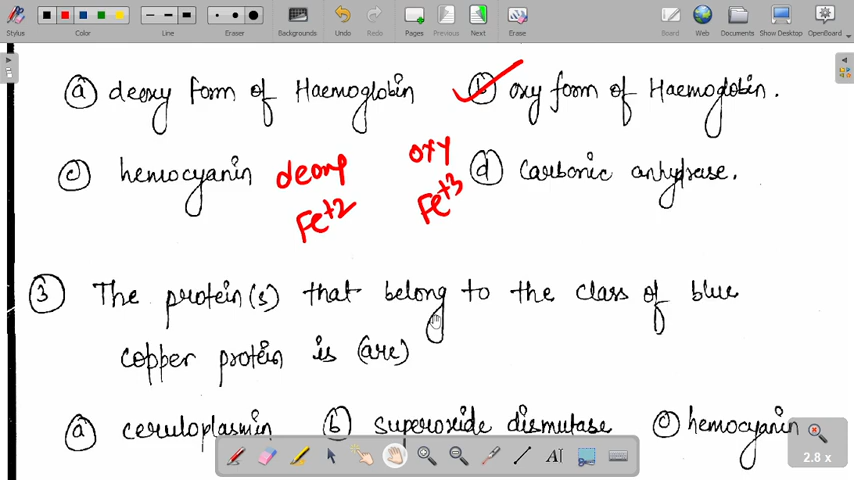 Stylus Color Line Eraser Backgrounds Undo Redo Pages Previous Next Erase Board Web Documents Show Desktop OpenBoard
(a) deoxy form of Haemoglobin (b) oxy form of Haemoglobin.
(c) hemocyanin deoxy Fe+2 oxy Fe+3 (d) Carbonic anhydrase.
(3) The protein(s) that belong to the class of blue
copper protein is (are)
(a) ceruloplasmin (b) superoxide dismutase (c) hemocyanin
2.8 x